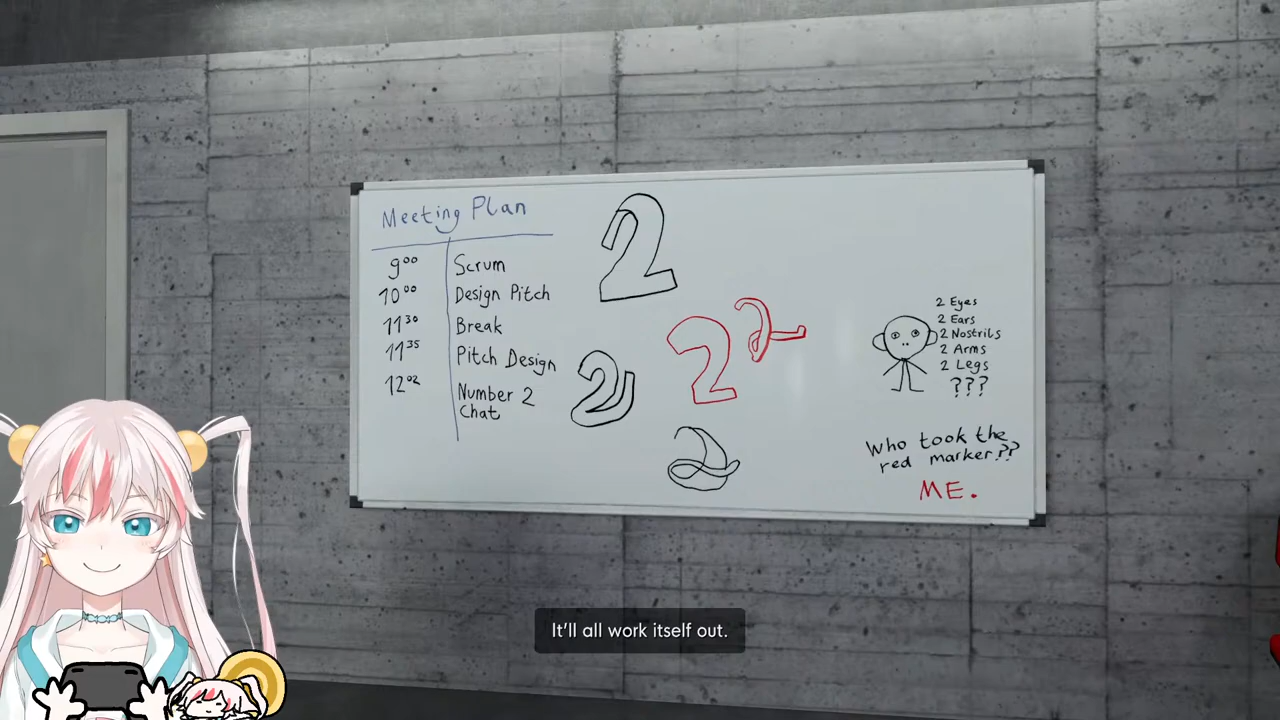 Meeting Plan
9⁰⁰ Scrum
10⁰⁰ Design Pitch
11³⁰ Break
11³⁵ Pitch Design
12⁰² Number 2
Chat
2
2
2
2
2
2 Eyes
2 Ears
2 Nostrils
2 Arms
2 Legs
???
Who took the
red marker??
ME.
It'll all work itself out.